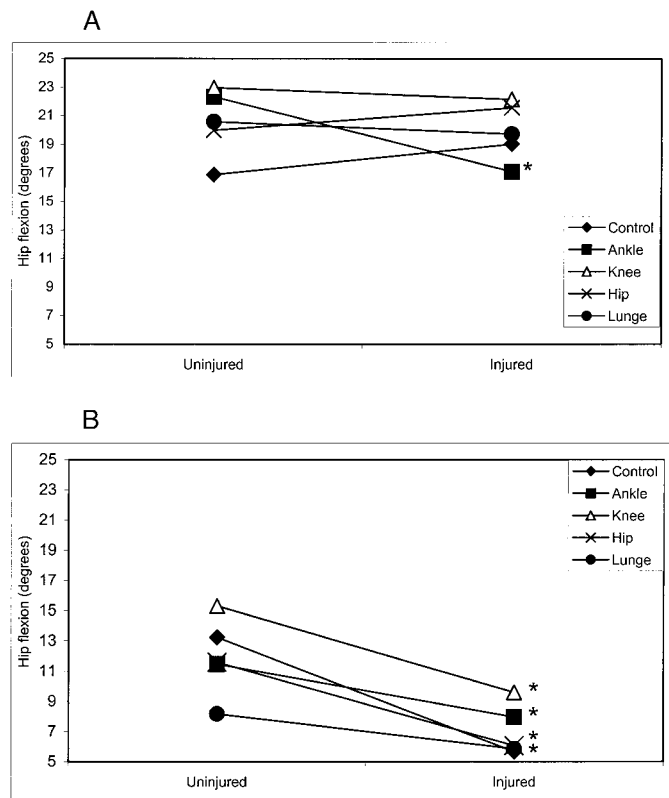 A
25
23
21
19
17
15
13
11
9
7
5
Hip flexion (degrees)
*
Control
Ankle
Knee
Hip
Lunge
Uninjured Injured
B
25
23
21
19
17
15
13
11
9
7
5
Hip flexion (degrees)
Control
Ankle
Knee
Hip
Lunge
*
*
*
*
Uninjured Injured